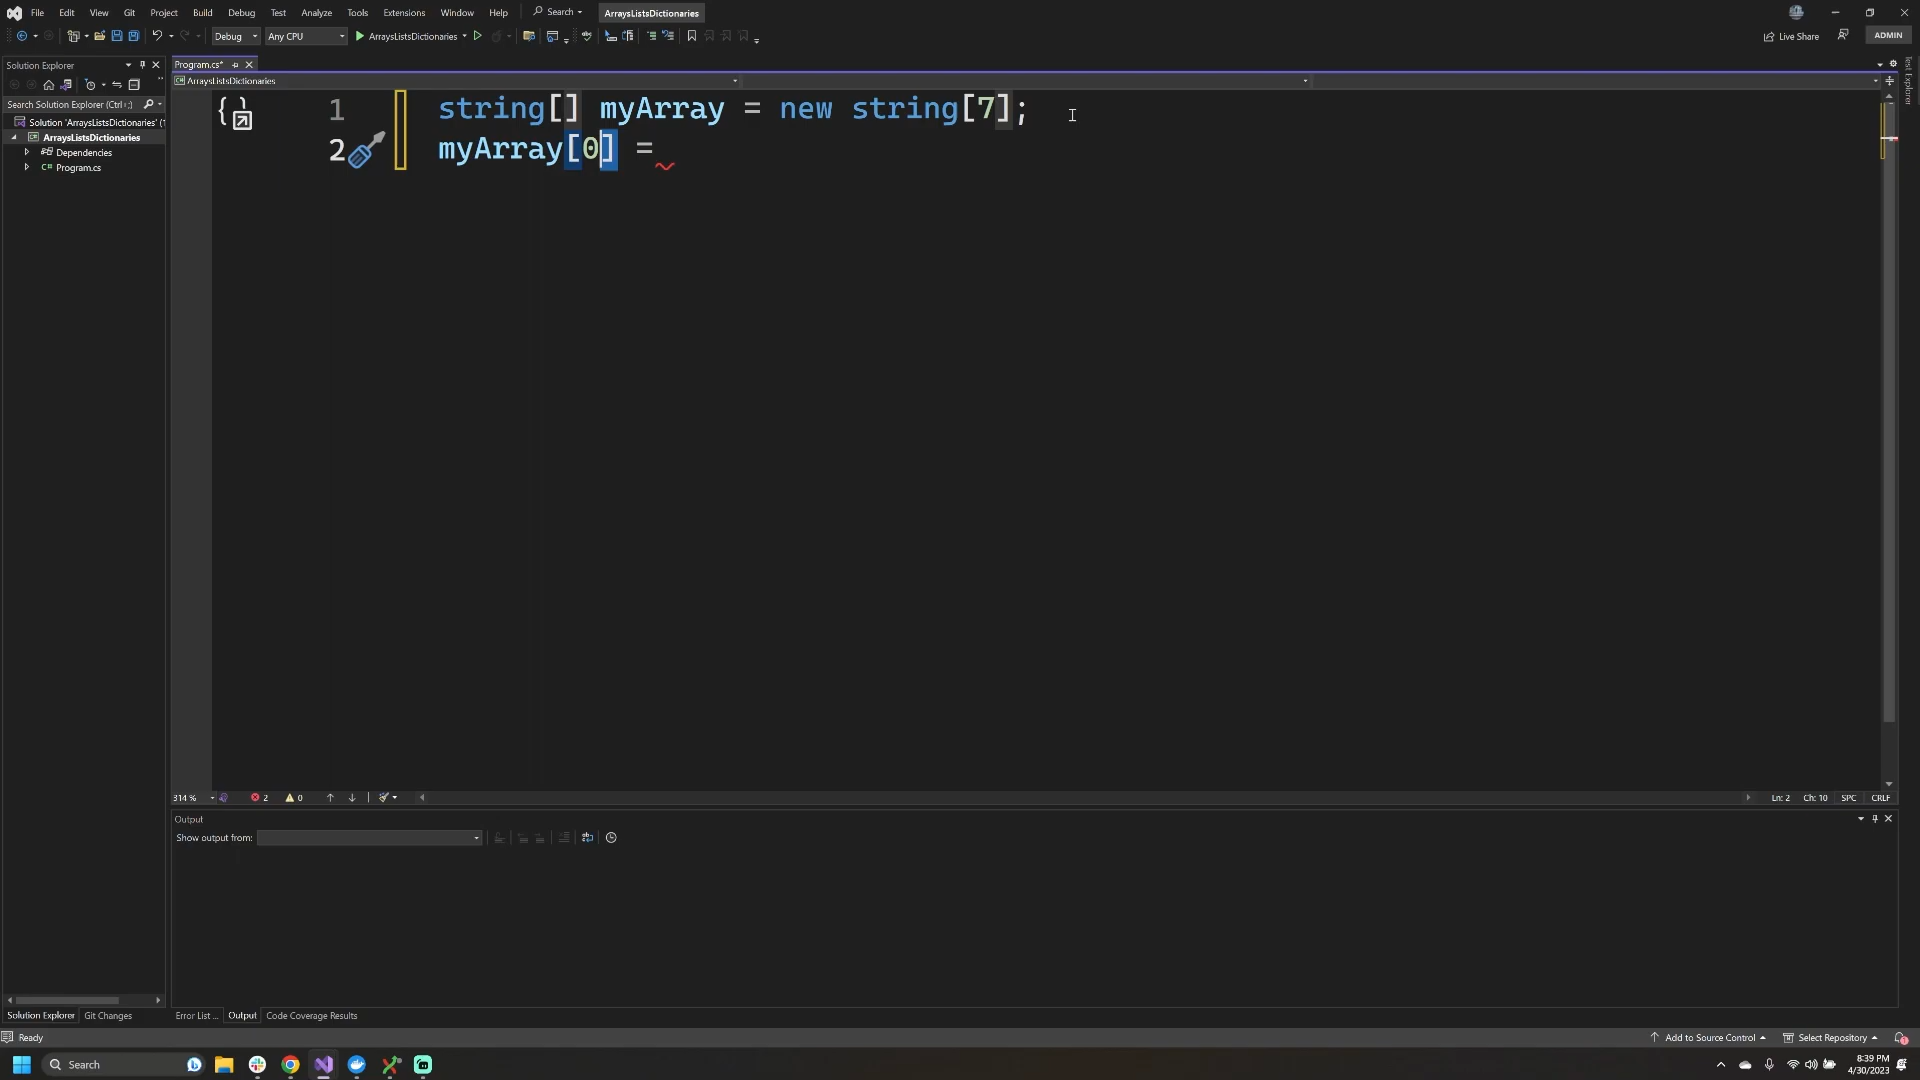 File Edit View Git Project Build Debug Test Analyze Tools Extensions Window Help Search ArraysListsDictionaries
Debug Any CPU ArraysListsDictionaries Live Share ADMIN
Solution Explorer
Program.cs*
ArraysListsDictionaries
Search Solution Explorer (Ctrl+;)
Solution 'ArraysListsDictionaries' (1
ArraysListsDictionaries
Dependencies
C# Program.cs
1 string[] myArray = new string[7];
2 myArray[0] =
Test Explorer
314 % 2 0 Ln: 2 Ch: 10 SPC CRLF
Output
Show output from:
Solution Explorer Git Changes Error List ... Output Code Coverage Results
Ready Add to Source Control Select Repository
Search 8:39 PM
4/30/2023